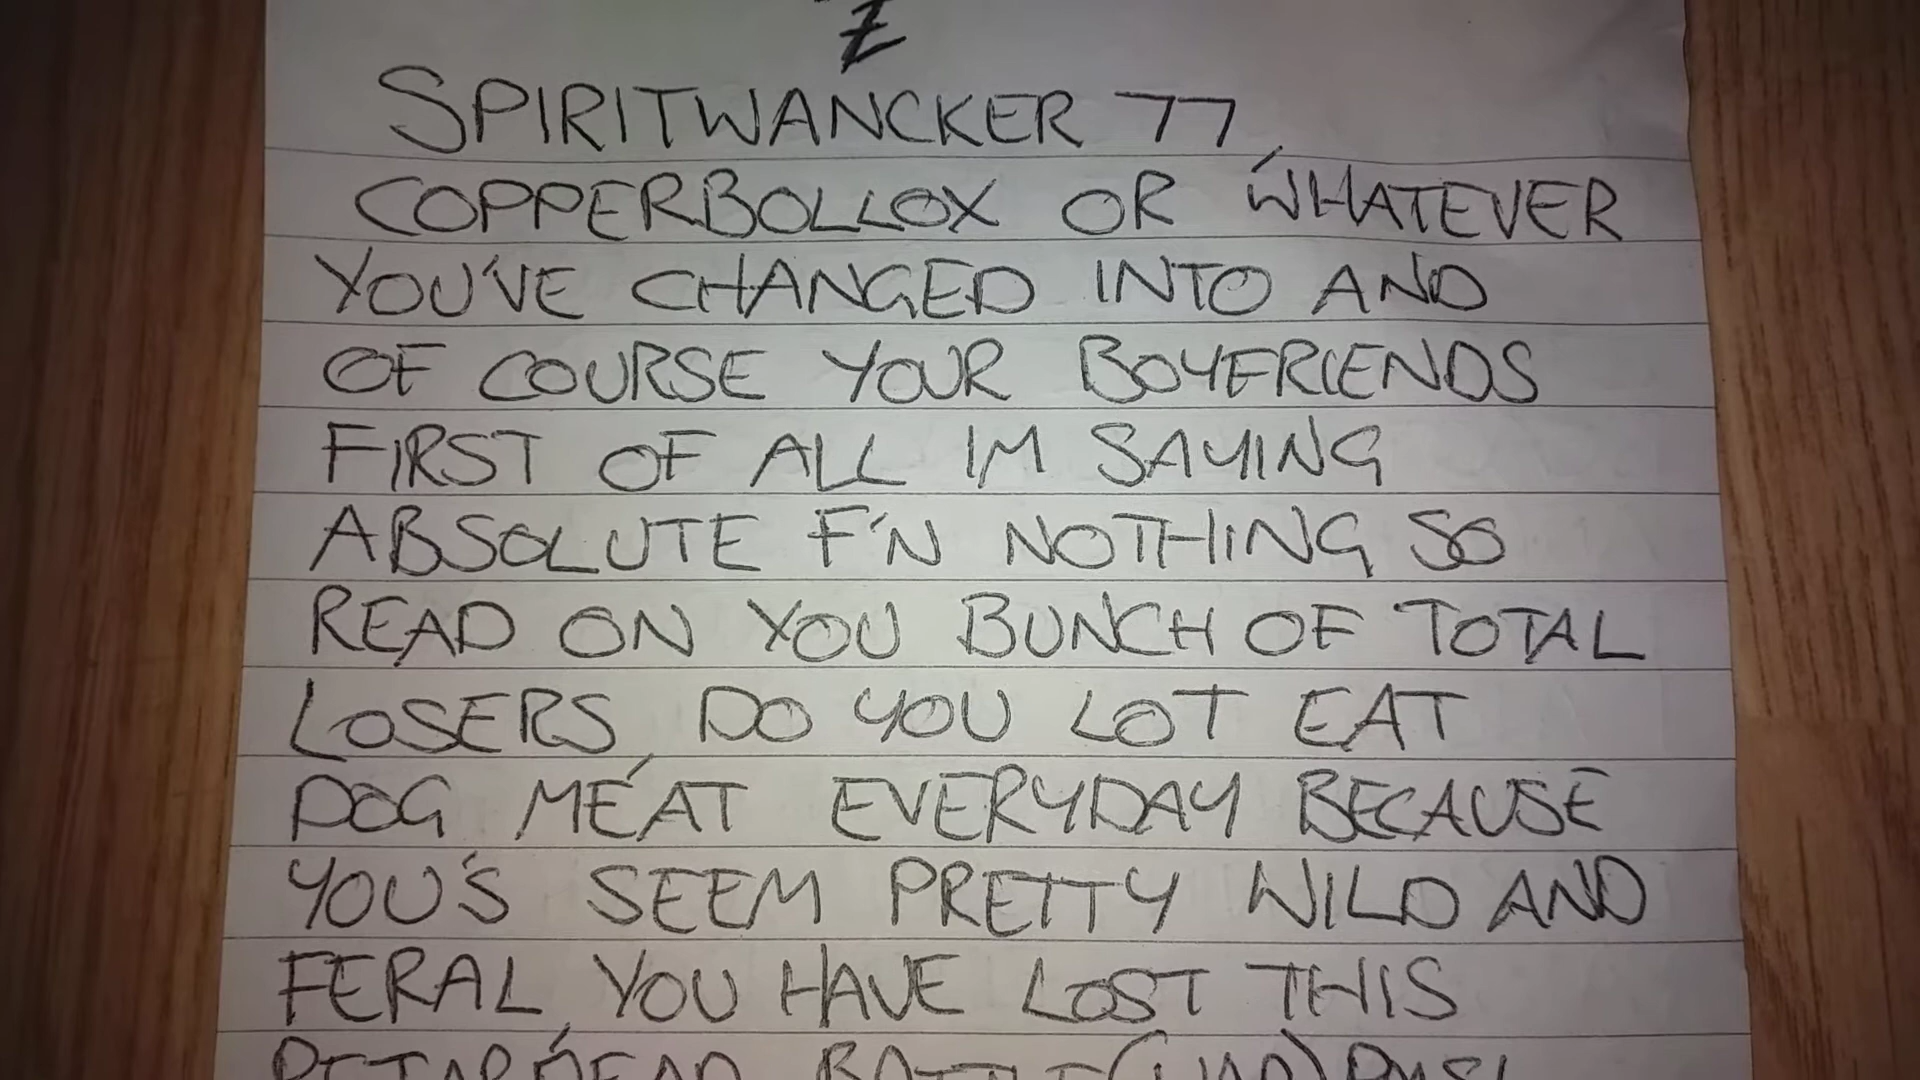 SPIRITWANCKER 77,
COPPERBOLLOX OR WHATEVER
YOU'VE CHANGED INTO AND
OF COURSE YOUR BOYFRIENDS
FIRST OF ALL IM SAYING
ABSOLUTE F'N NOTHING SO
READ ON YOU BUNCH OF TOTAL
LOSERS, DO YOU LOT EAT
DOG MEAT EVERYDAY BECAUSE
YOU'S SEEM PRETTY WILD AND
FERAL, YOU HAVE LOST THIS